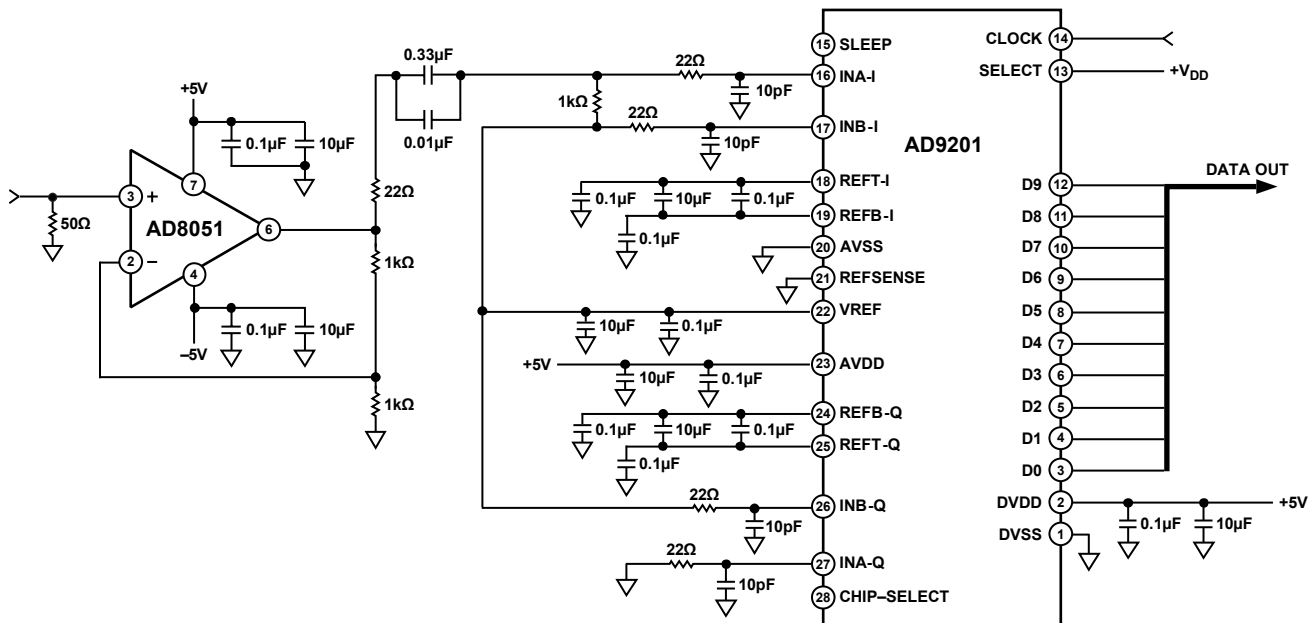 +5V
7
0.1µF
10µF
3
+
50Ω
AD8051
6
2
–
4
0.1µF
10µF
–5V
0.33µF
0.01µF
22Ω
1kΩ
1kΩ
22Ω
10pF
1kΩ
22Ω
10pF
0.1µF
10µF
0.1µF
0.1µF
10µF
0.1µF
+5V
10µF
0.1µF
0.1µF
10µF
0.1µF
0.1µF
22Ω
10pF
22Ω
10pF
15 SLEEP
16 INA-I
17 INB-I
18 REFT-I
19 REFB-I
20 AVSS
21 REFSENSE
22 VREF
23 AVDD
24 REFB-Q
25 REFT-Q
26 INB-Q
27 INA-Q
28 CHIP–SELECT
AD9201
CLOCK 14
SELECT 13
+VDD
DATA OUT
D9 12
D8 11
D7 10
D6 9
D5 8
D4 7
D3 6
D2 5
D1 4
D0 3
DVDD 2
+5V
DVSS 1
0.1µF
10µF